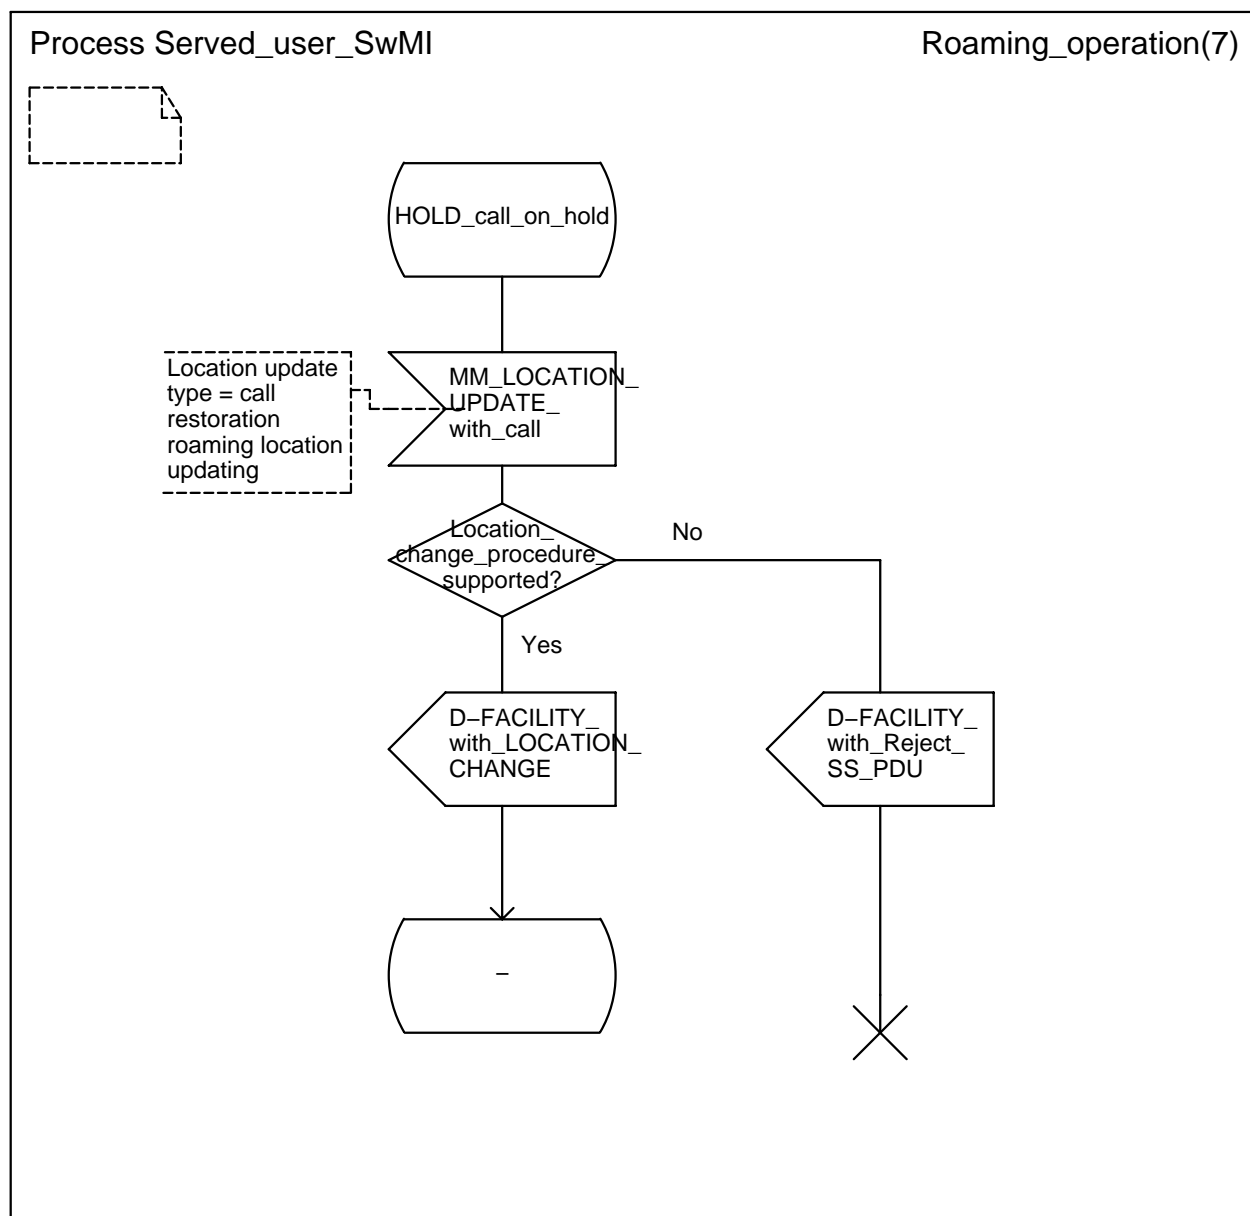 Process Served_user_SwMI
Roaming_operation(7)
HOLD_call_on_hold
Location update
type = call
restoration
roaming location
updating
MM_LOCATION_
UPDATE_
with_call
Location_
change_procedure_
supported?
No
Yes
D−FACILITY_
with_LOCATION_
CHANGE
D−FACILITY_
with_Reject_
SS_PDU
−